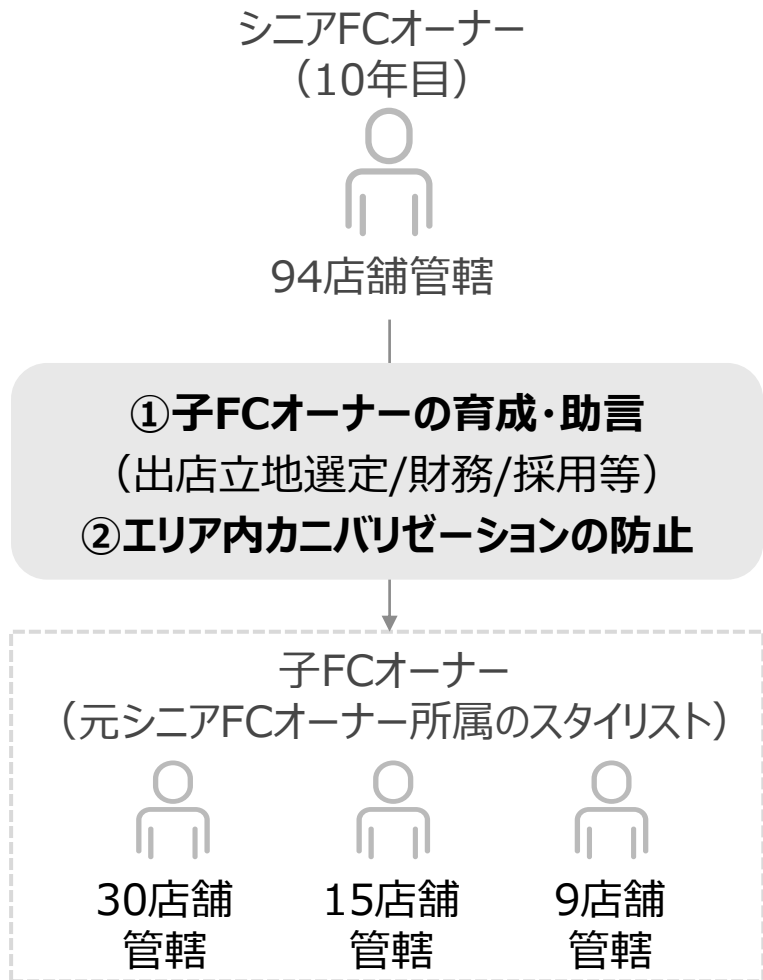 シニアFCオーナー
（10年目）
94店舗管轄
①子FCオーナーの育成・助言
（出店立地選定/財務/採用等）
②エリア内カニバリゼーションの防止
子FCオーナー
（元シニアFCオーナー所属のスタイリスト）
30店舗
管轄
15店舗
管轄
9店舗
管轄